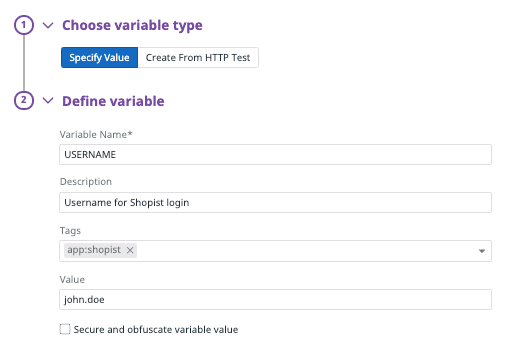 1 Choose variable type
Specify Value Create From HTTP Test
2 Define variable
Variable Name*
USERNAME
Description
Username for Shopist login
Tags
app:shopist ×
Value
john.doe
Secure and obfuscate variable value